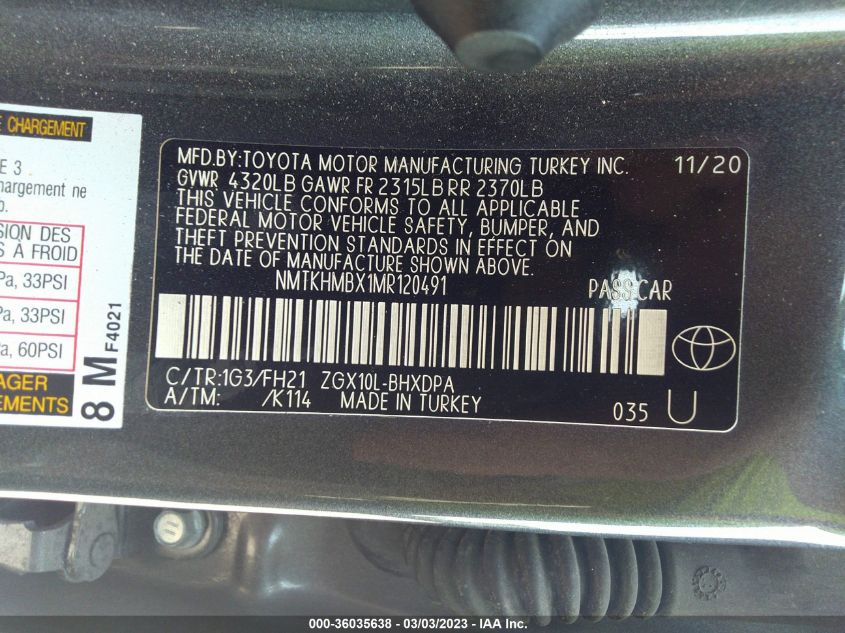 E CHARGEMENT
E 3
chargement ne
b.
SION DES
S À FROID
Pa, 33PSI
Pa, 33PSI
Pa, 60PSI
AGER
EMENTS
8 M F4021
MFD.BY:TOYOTA MOTOR MANUFACTURING TURKEY INC. 11/20
GVWR 4320LB GAWR FR 2315LB RR 2370LB
THIS VEHICLE CONFORMS TO ALL APPLICABLE
FEDERAL MOTOR VEHICLE SAFETY, BUMPER, AND
THEFT PREVENTION STANDARDS IN EFFECT ON
THE DATE OF MANUFACTURE SHOWN ABOVE.
NMTKHMBX1MR120491 PASS.CAR
C/TR:1G3/FH21 ZGX10L-BHXDPA
A/TM: /K114 MADE IN TURKEY 035 U
000-36035638 - 03/03/2023 - IAA Inc.